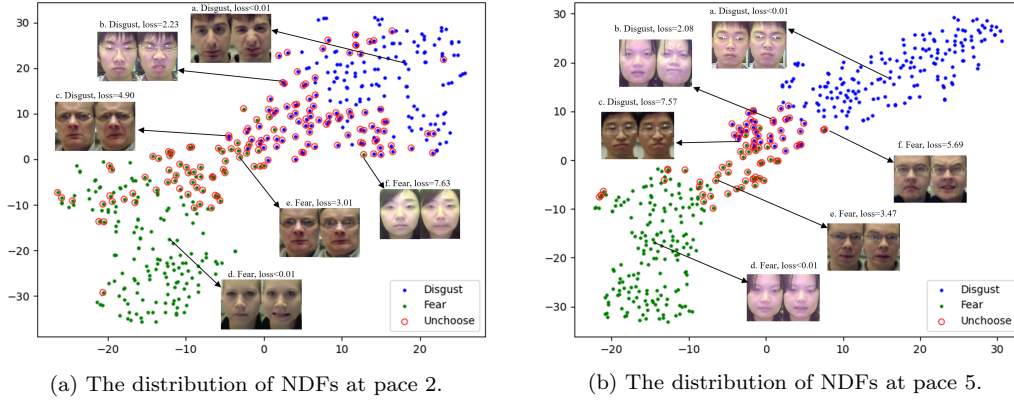 a. Disgust, loss<0.01
b. Disgust, loss=2.23
c. Disgust, loss=4.90
f. Fear, loss=7.63
e. Fear, loss=3.01
d. Fear, loss<0.01
30
20
10
0
−10
−20
−30
−20
−10
0
10
20
Disgust
Fear
Unchoose
(a) The distribution of NDFs at pace 2.
a. Disgust, loss<0.01
b. Disgust, loss=2.08
c. Disgust, loss=7.57
f. Fear, loss=5.69
e. Fear, loss=3.47
d. Fear, loss<0.01
30
20
10
0
−10
−20
−30
−20
−10
0
10
20
30
Disgust
Fear
Unchoose
(b) The distribution of NDFs at pace 5.